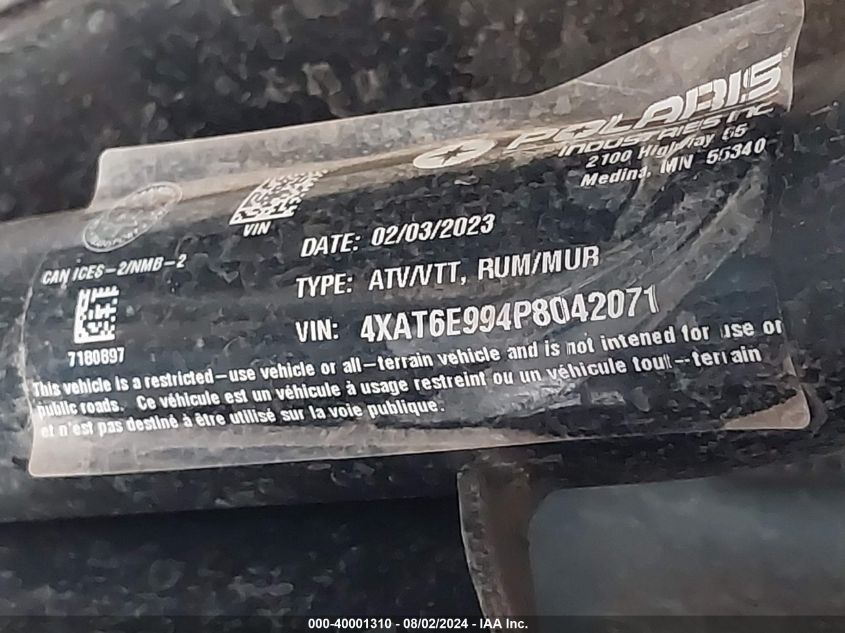 POLARIS
INDUSTRIES INC
2100 Highway 55
Medina, MN 55340
VIN
DATE: 02/03/2023
CAN ICES-2/NMB-2
TYPE: ATV/VTT, RUM/MUR
VIN: 4XAT6E994P8042071
7180897
This vehicle is a restricted-use vehicle or all-terrain vehicle and is not intened for use on
public roads. Ce véhicule est un véhicule à usage restreint ou un véhicule tout-terrain
et n'est pas destiné à être utilisé sur la voie publique.
000-40001310 - 08/02/2024 - IAA Inc.